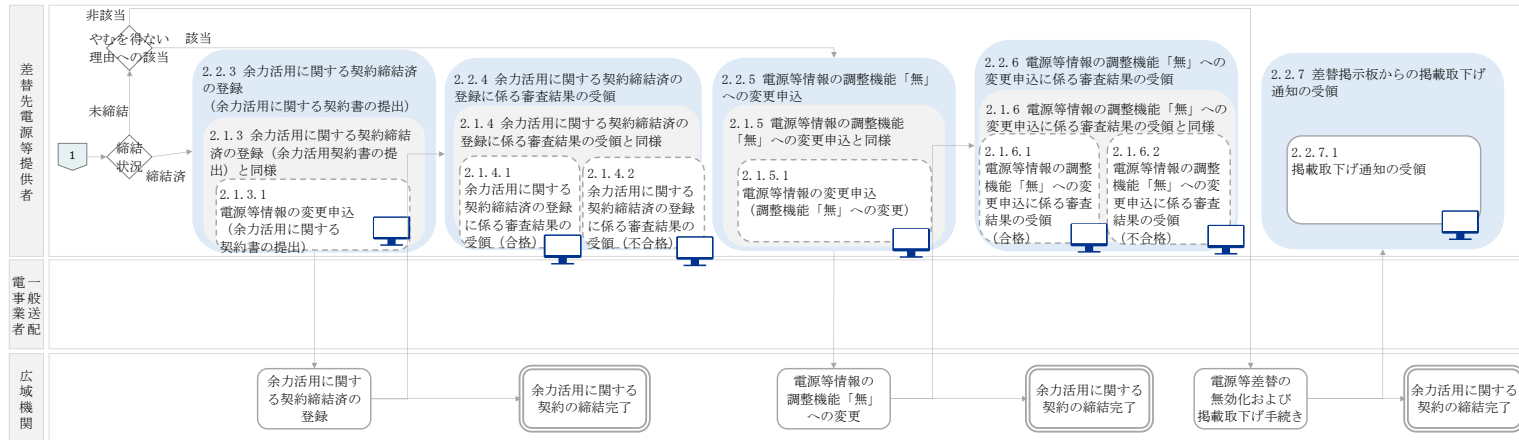 差替先電源等提供者
非該当
やむを得ない
理由への該当
該当
未締結
1
締結
状況
締結済
2.2.3 余力活用に関する契約締結済
の登録
（余力活用に関する契約書の提出）
2.1.3 余力活用に関する契約締結
済の登録（余力活用契約書の提
出）と同様
2.1.3.1
電源等情報の変更申込
（余力活用に関する
契約書の提出）
2.2.4 余力活用に関する契約締結済の
登録に係る審査結果の受領
2.1.4 余力活用に関する契約締結済の
登録に係る審査結果の受領と同様
2.1.4.1
余力活用に関する
契約締結済の登録
に係る審査結果の
受領（合格）
2.1.4.2
余力活用に関する
契約締結済の登録
に係る審査結果の
受領（不合格）
2.2.5 電源等情報の調整機能「無」
への変更申込
2.1.5 電源等情報の調整機能
「無」への変更申込と同様
2.1.5.1
電源等情報の変更申込
（調整機能「無」への変更）
2.2.6 電源等情報の調整機能「無」への
変更申込に係る審査結果の受領
2.1.6 電源等情報の調整機能「無」への
変更申込に係る審査結果の受領と同様
2.1.6.1
電源等情報の調整
機能「無」への変
更申込に係る審査
結果の受領
（合格）
2.1.6.2
電源等情報の調整
機能「無」への変
更申込に係る審査
結果の受領
（不合格）
2.2.7 差替掲示板からの掲載取下げ
通知の受領
2.2.7.1
掲載取下げ通知の受領
一般送配
電事業者
広域機関
余力活用に関す
る契約締結済の
登録
余力活用に関する
契約の締結完了
電源等情報の
調整機能「無」
への変更
余力活用に関する
契約の締結完了
電源等差替の
無効化および
掲載取下げ手続き
余力活用に関する
契約の締結完了